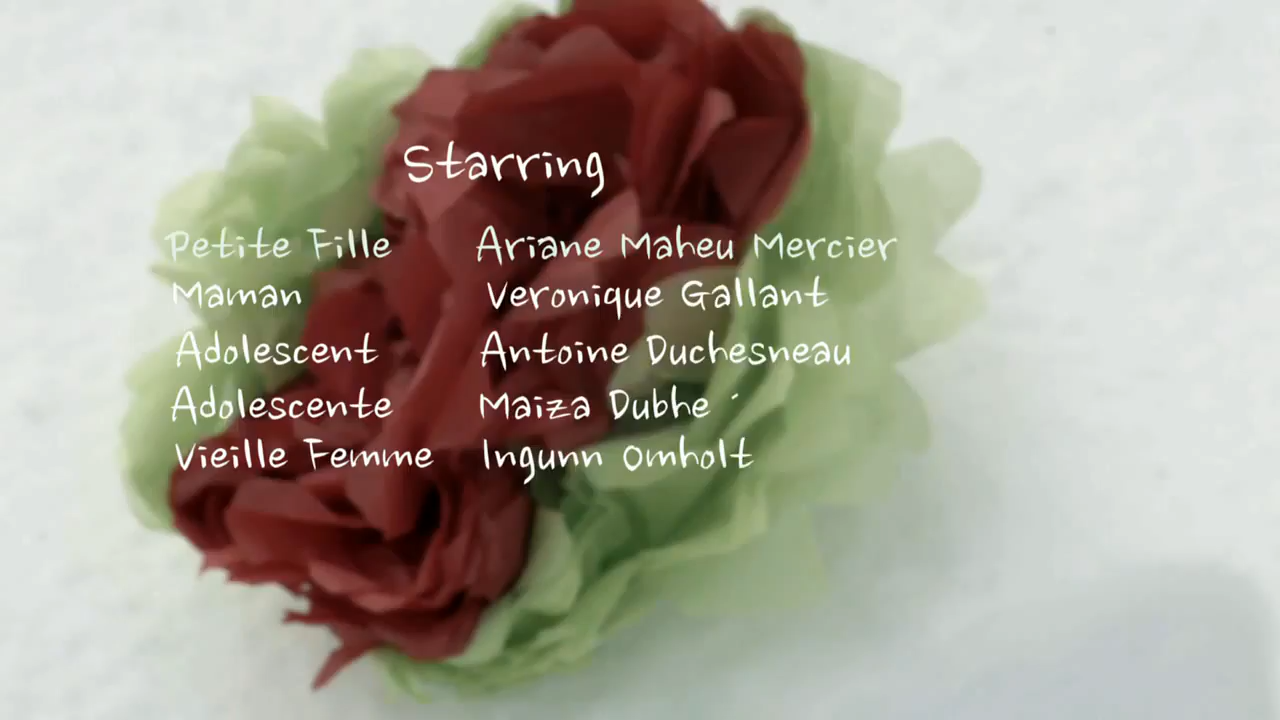 Starring
Petite Fille Ariane Maheu Mercier
Maman Veronique Gallant
Adolescent Antoine Duchesneau
Adolescente Maiza Dubhe
Vieille Femme Ingunn Omholt